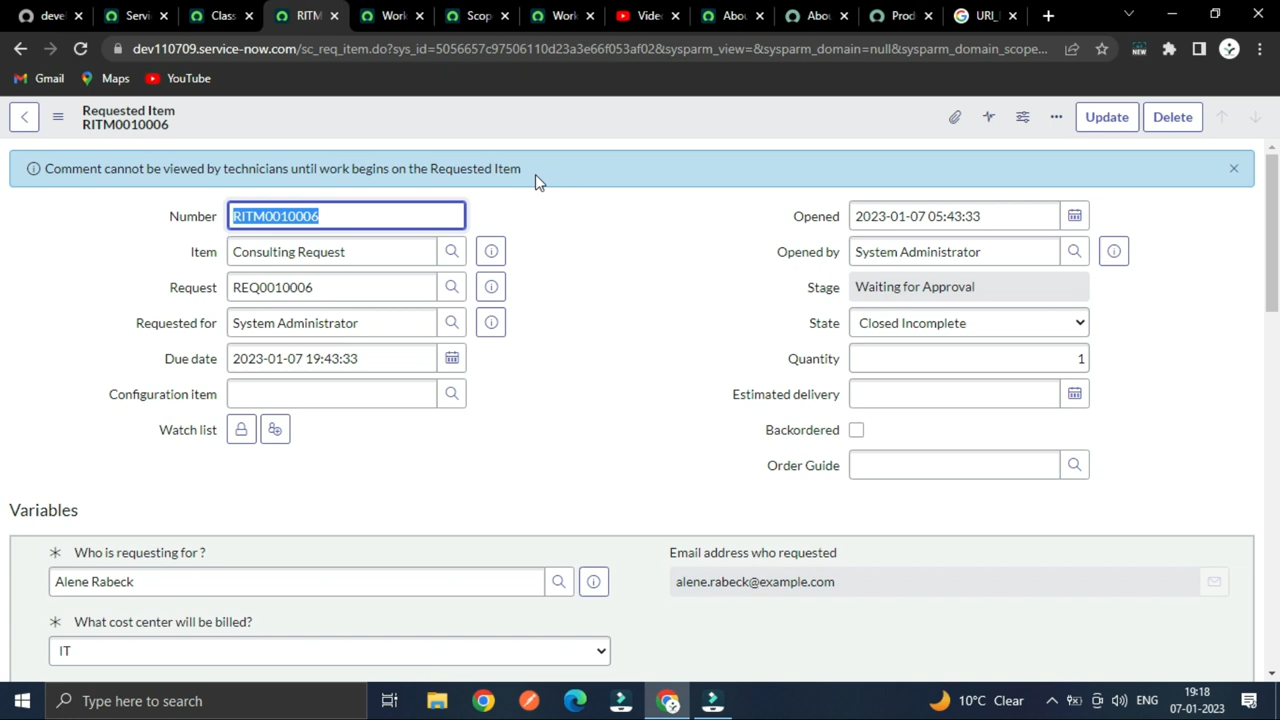 deve
Servi
Class
RITM
Work
Scop
Work
Vide
Abou
Abou
Prod
URI_
dev110709.service-now.com/sc_req_item.do?sys_id=5056657c97506110d23a3e66f053af02&sysparm_view=&sysparm_domain=null&sysparm_domain_scope...
NEW
Gmail
Maps
YouTube
Requested Item
RITM0010006
Update
Delete
Comment cannot be viewed by technicians until work begins on the Requested Item
Number RITM0010006
Opened 2023-01-07 05:43:33
Item Consulting Request
Opened by System Administrator
Request REQ0010006
Stage Waiting for Approval
Requested for System Administrator
State Closed Incomplete
Due date 2023-01-07 19:43:33
Quantity 1
Configuration item
Estimated delivery
Watch list
Backordered
Order Guide
Variables
Who is requesting for ?
Email address who requested
Alene Rabeck
alene.rabeck@example.com
What cost center will be billed?
IT
Type here to search
10°C Clear
ENG
19:18
07-01-2023